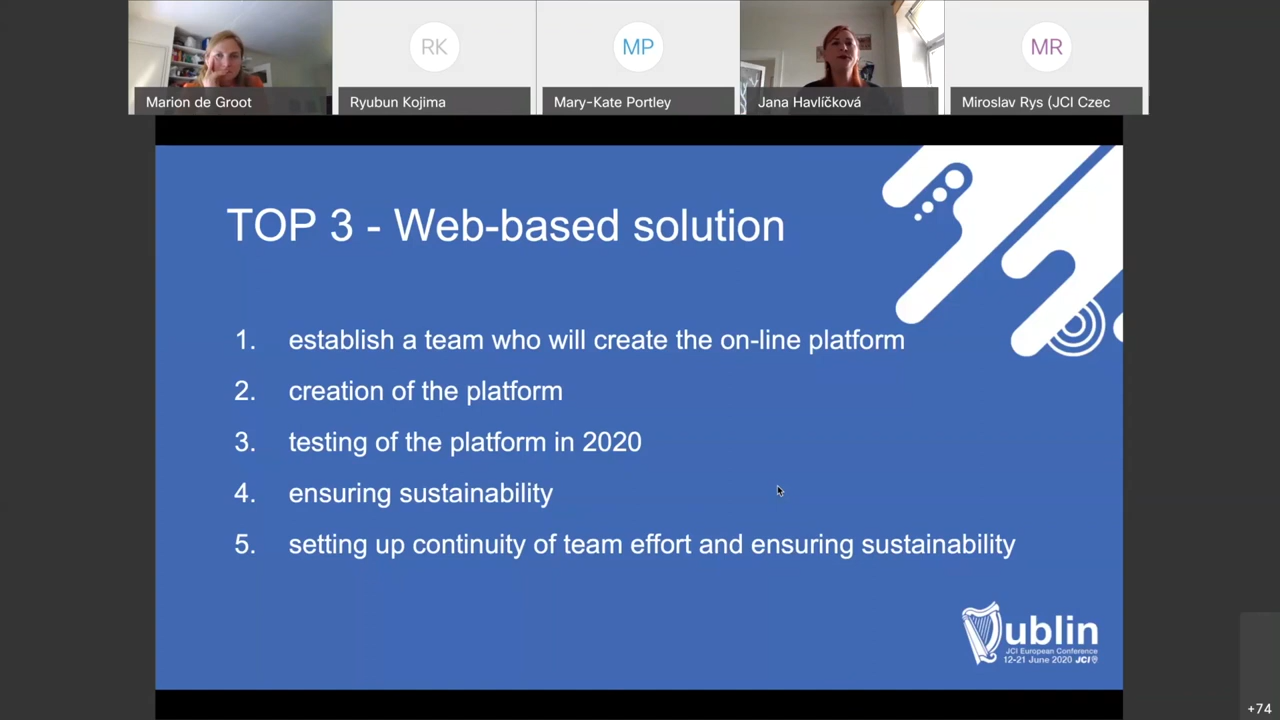 RK
MP
MR
Marion de Groot
Ryubun Kojima
Mary-Kate Portley
Jana Havlíčková
Miroslav Rys (JCI Czec
TOP 3 - Web-based solution
1. establish a team who will create the on-line platform
2. creation of the platform
3. testing of the platform in 2020
4. ensuring sustainability
5. setting up continuity of team effort and ensuring sustainability
ublin
JCI European Conference
12-21 June 2020 JCI
+74